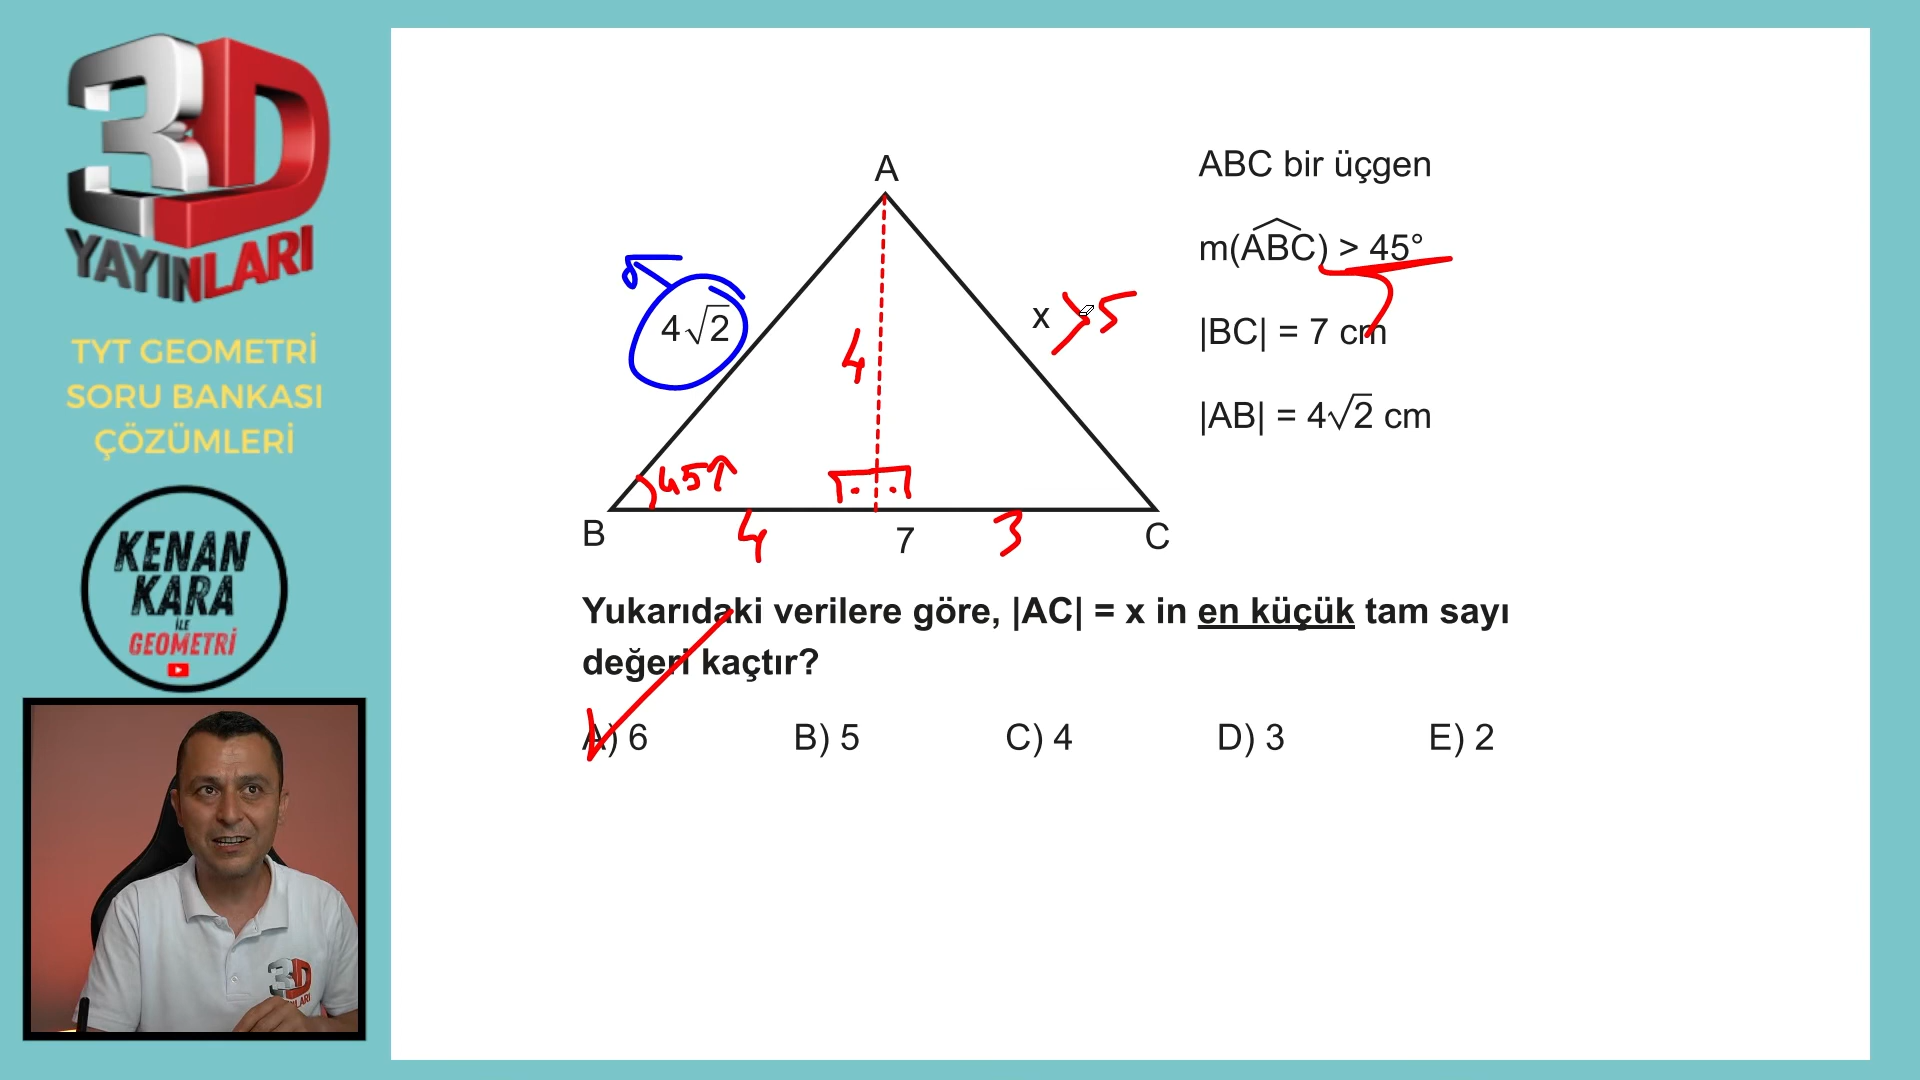 3D
YAYINLARI
TYT GEOMETRİ
SORU BANKASI
ÇÖZÜMLERİ
KENAN
KARA
İLE
GEOMETRİ
A
4√2
4
x > 5
45↑
B
4
7
3
C
ABC bir üçgen
m(ABC) > 45°
|BC| = 7 cm
|AB| = 4√2 cm
Yukarıdaki verilere göre, |AC| = x in en küçük tam sayı
değeri kaçtır?
A) 6 B) 5 C) 4 D) 3 E) 2
3D